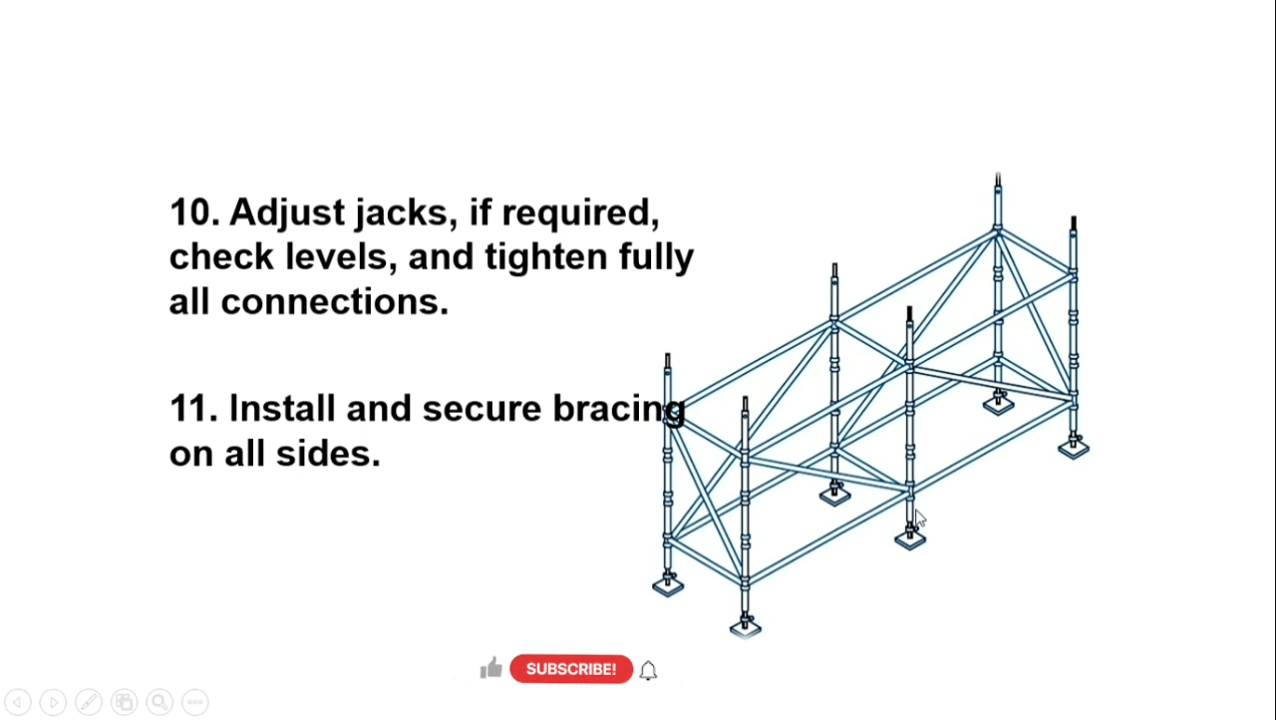 10. Adjust jacks, if required,
check levels, and tighten fully
all connections.
11. Install and secure bracing
on all sides.
SUBSCRIBE!